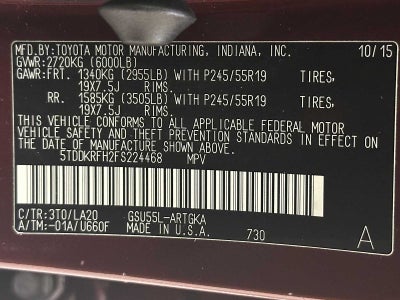 MFD.BY:TOYOTA MOTOR MANUFACTURING, INDIANA, INC. 10/15
GVWR:2720KG (6000LB)
GAWR:FRT. 1340KG (2955LB) WITH P245/55R19 TIRES,
19X7.5J RIMS,
RR. 1585KG (3505LB) WITH P245/55R19 TIRES,
19X7.5J RIMS,
THIS VEHICLE CONFORMS TO ALL APPLICABLE FEDERAL MOTOR
VEHICLE SAFETY AND THEFT PREVENTION STANDARDS IN EFFECT ON
THE DATE OF MANUFACTURE SHOWN ABOVE.
5TDDKRFH2FS224468 MPV
C/TR:3T0/LA20 GSU55L-ARTGKA
A/TM:-01A/U660F MADE IN U.S.A. 730 A